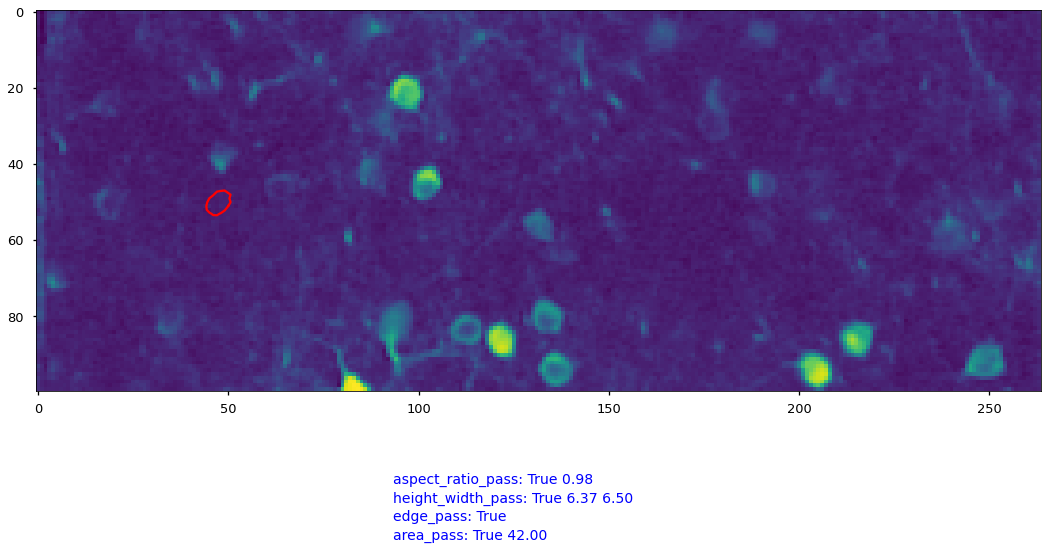 0
20
40
60
80
0 50 100 150 200 250
aspect_ratio_pass: True 0.98
height_width_pass: True 6.37 6.50
edge_pass: True
area_pass: True 42.00